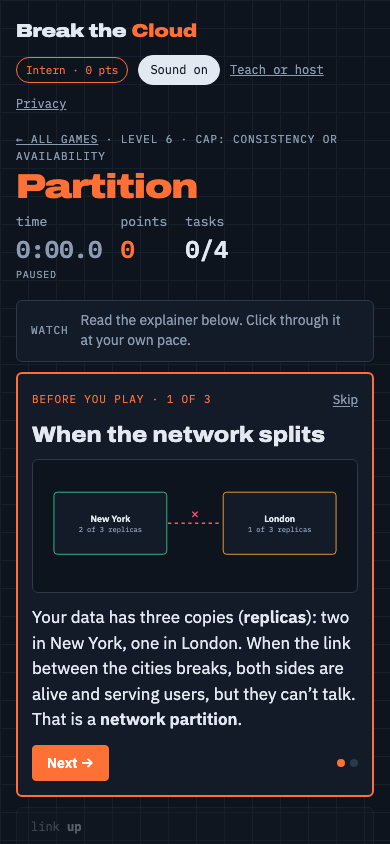 Break the Cloud
Intern · 0 pts
Sound on
Teach or host
Privacy
← ALL GAMES · LEVEL 6 · CAP: CONSISTENCY OR
AVAILABILITY
Partition
time points tasks
0:00.0 0 0/4
PAUSED
WATCH
Read the explainer below. Click through it
at your own pace.
BEFORE YOU PLAY · 1 OF 3
Skip
When the network splits
New York
2 of 3 replicas
×
London
1 of 3 replicas
Your data has three copies (replicas): two
in New York, one in London. When the link
between the cities breaks, both sides are
alive and serving users, but they can’t talk.
That is a network partition.
Next →
link up